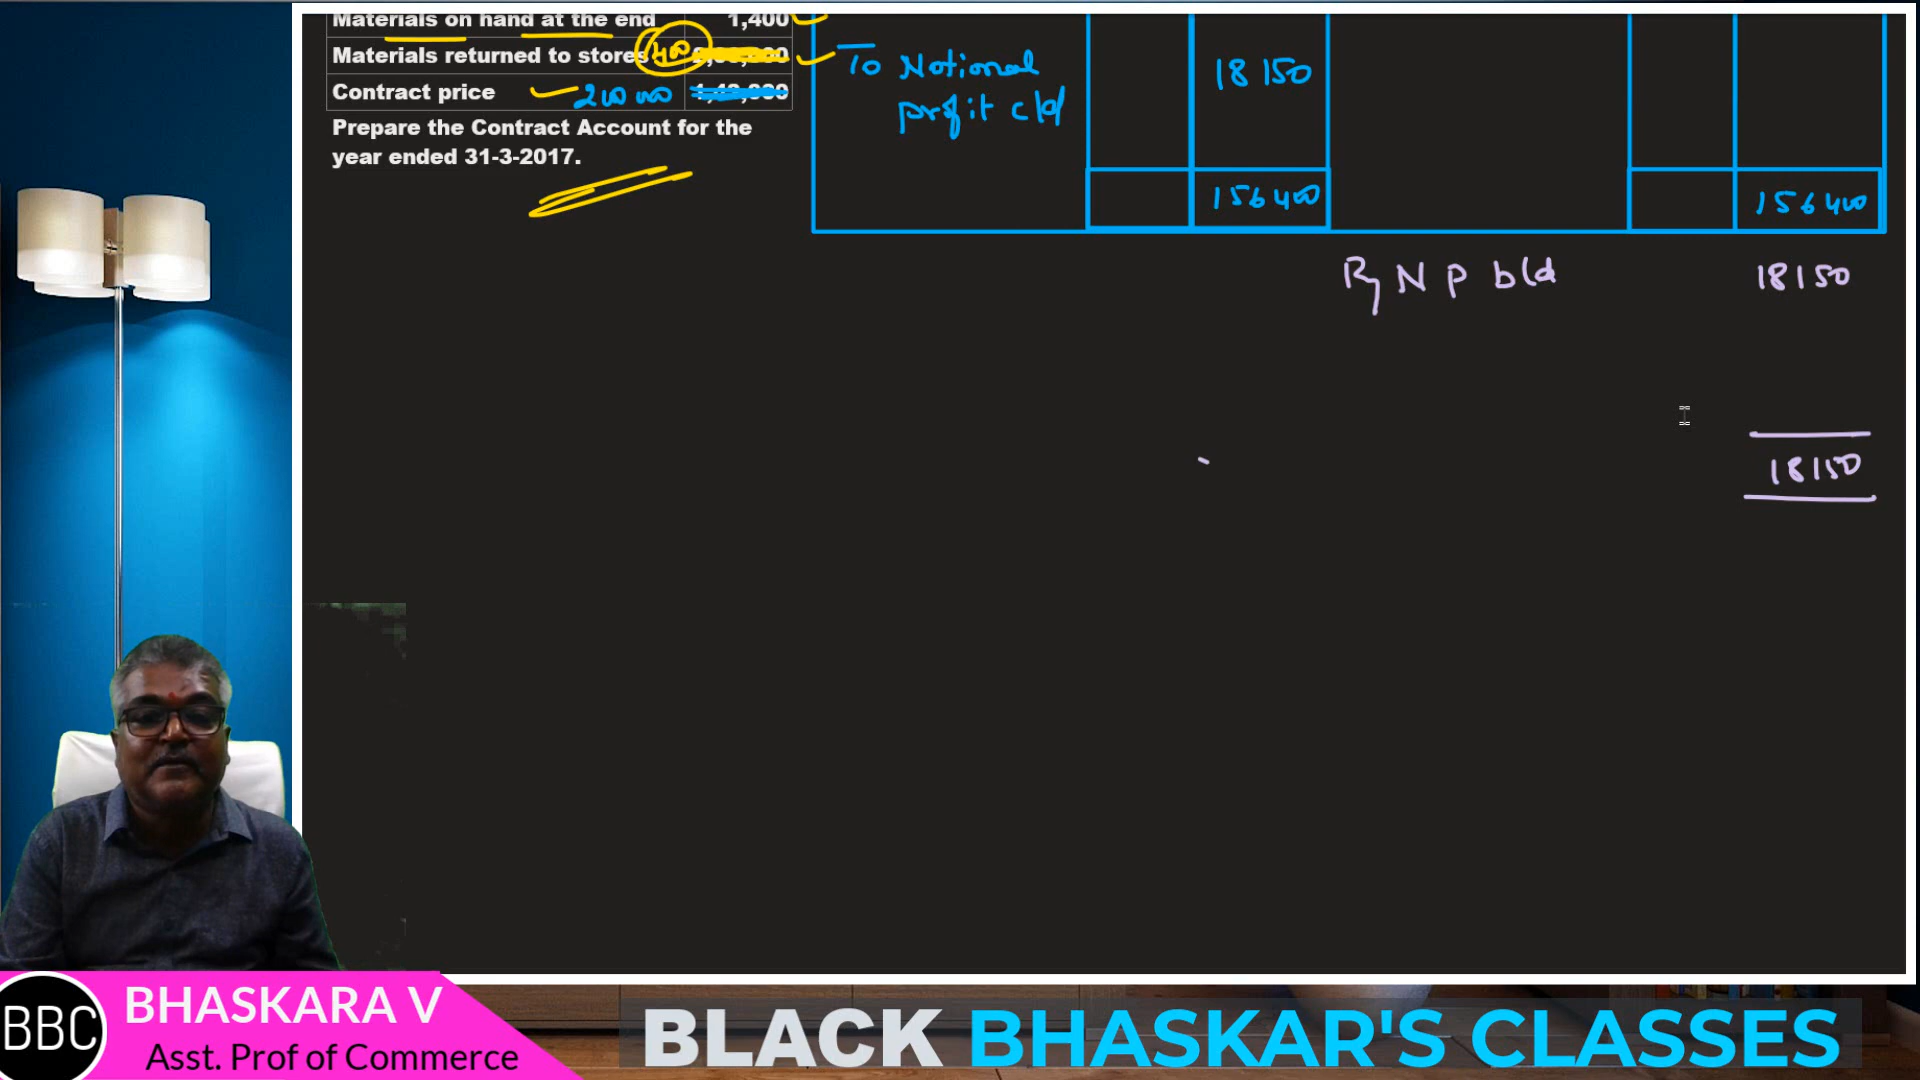 Materials on hand at the end 1,400
Materials returned to stores 400
Contract price 200000
Prepare the Contract Account for the
year ended 31-3-2017.
To Notional 18150
profit c/d
156400 156400
By N P b/d 18150
18150
BBC
BHASKARA V
Asst. Prof of Commerce
BLACK BHASKAR'S CLASSES